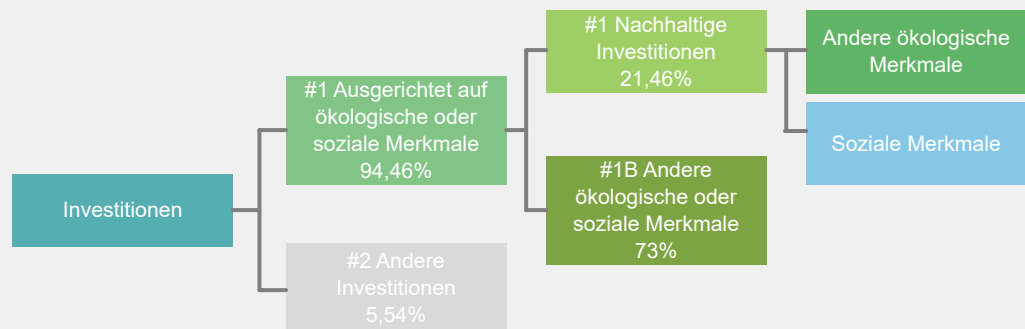 Investitionen
#1 Ausgerichtet auf
ökologische oder
soziale Merkmale
94,46%
#2 Andere
Investitionen
5,54%
#1 Nachhaltige
Investitionen
21,46%
#1B Andere
ökologische oder
soziale Merkmale
73%
Andere ökologische
Merkmale
Soziale Merkmale